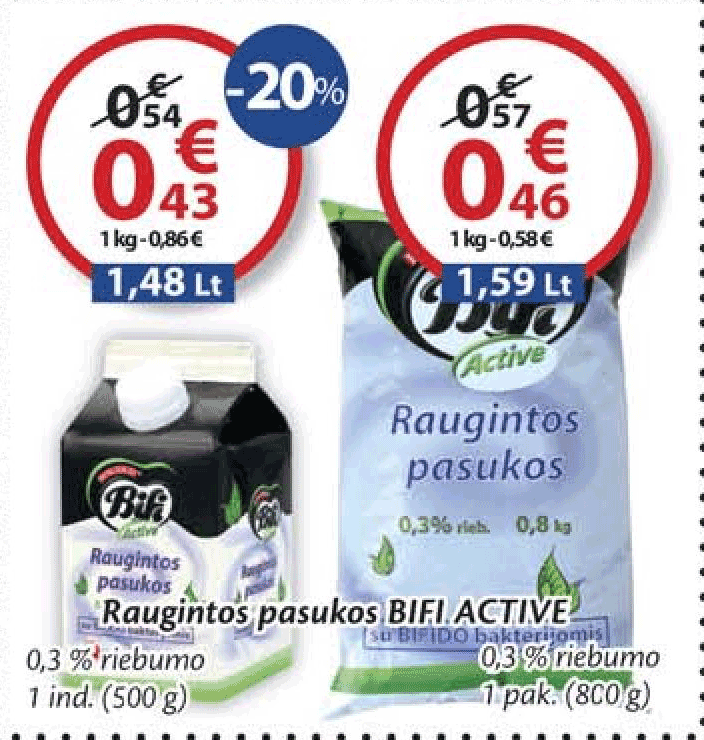 0 54 €
-20%
0 57 €
0 43 €
0 46 €
1 kg - 0,86 €
1 kg - 0,58 €
1,48 Lt
1,59 Lt
Bifi
Active
Raugintos
pasukos
0,3% rieb. 0,8 kg
Bifi
Active
Raugintos
pasukos
Raugintos pasukos BIFI ACTIVE
su BIFIDO bakterijomis
0,3 % riebumo
1 ind. (500 g)
0,3 % riebumo
1 pak. (800 g)